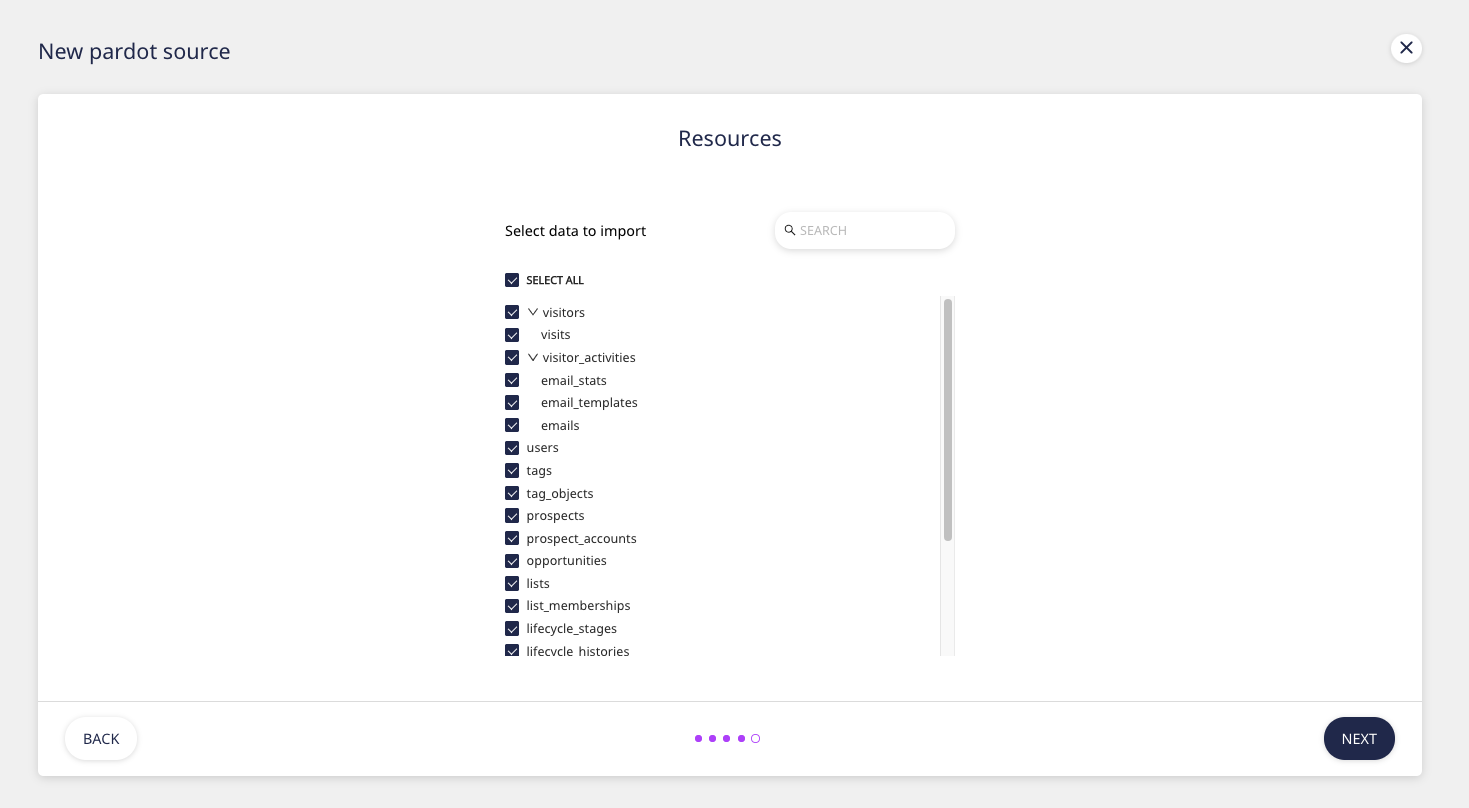 New pardot source
Resources
Select data to import
SEARCH
SELECT ALL
visitors
visits
visitor_activities
email_stats
email_templates
emails
users
tags
tag_objects
prospects
prospect_accounts
opportunities
lists
list_memberships
lifecycle_stages
lifecycle_histories
BACK
NEXT